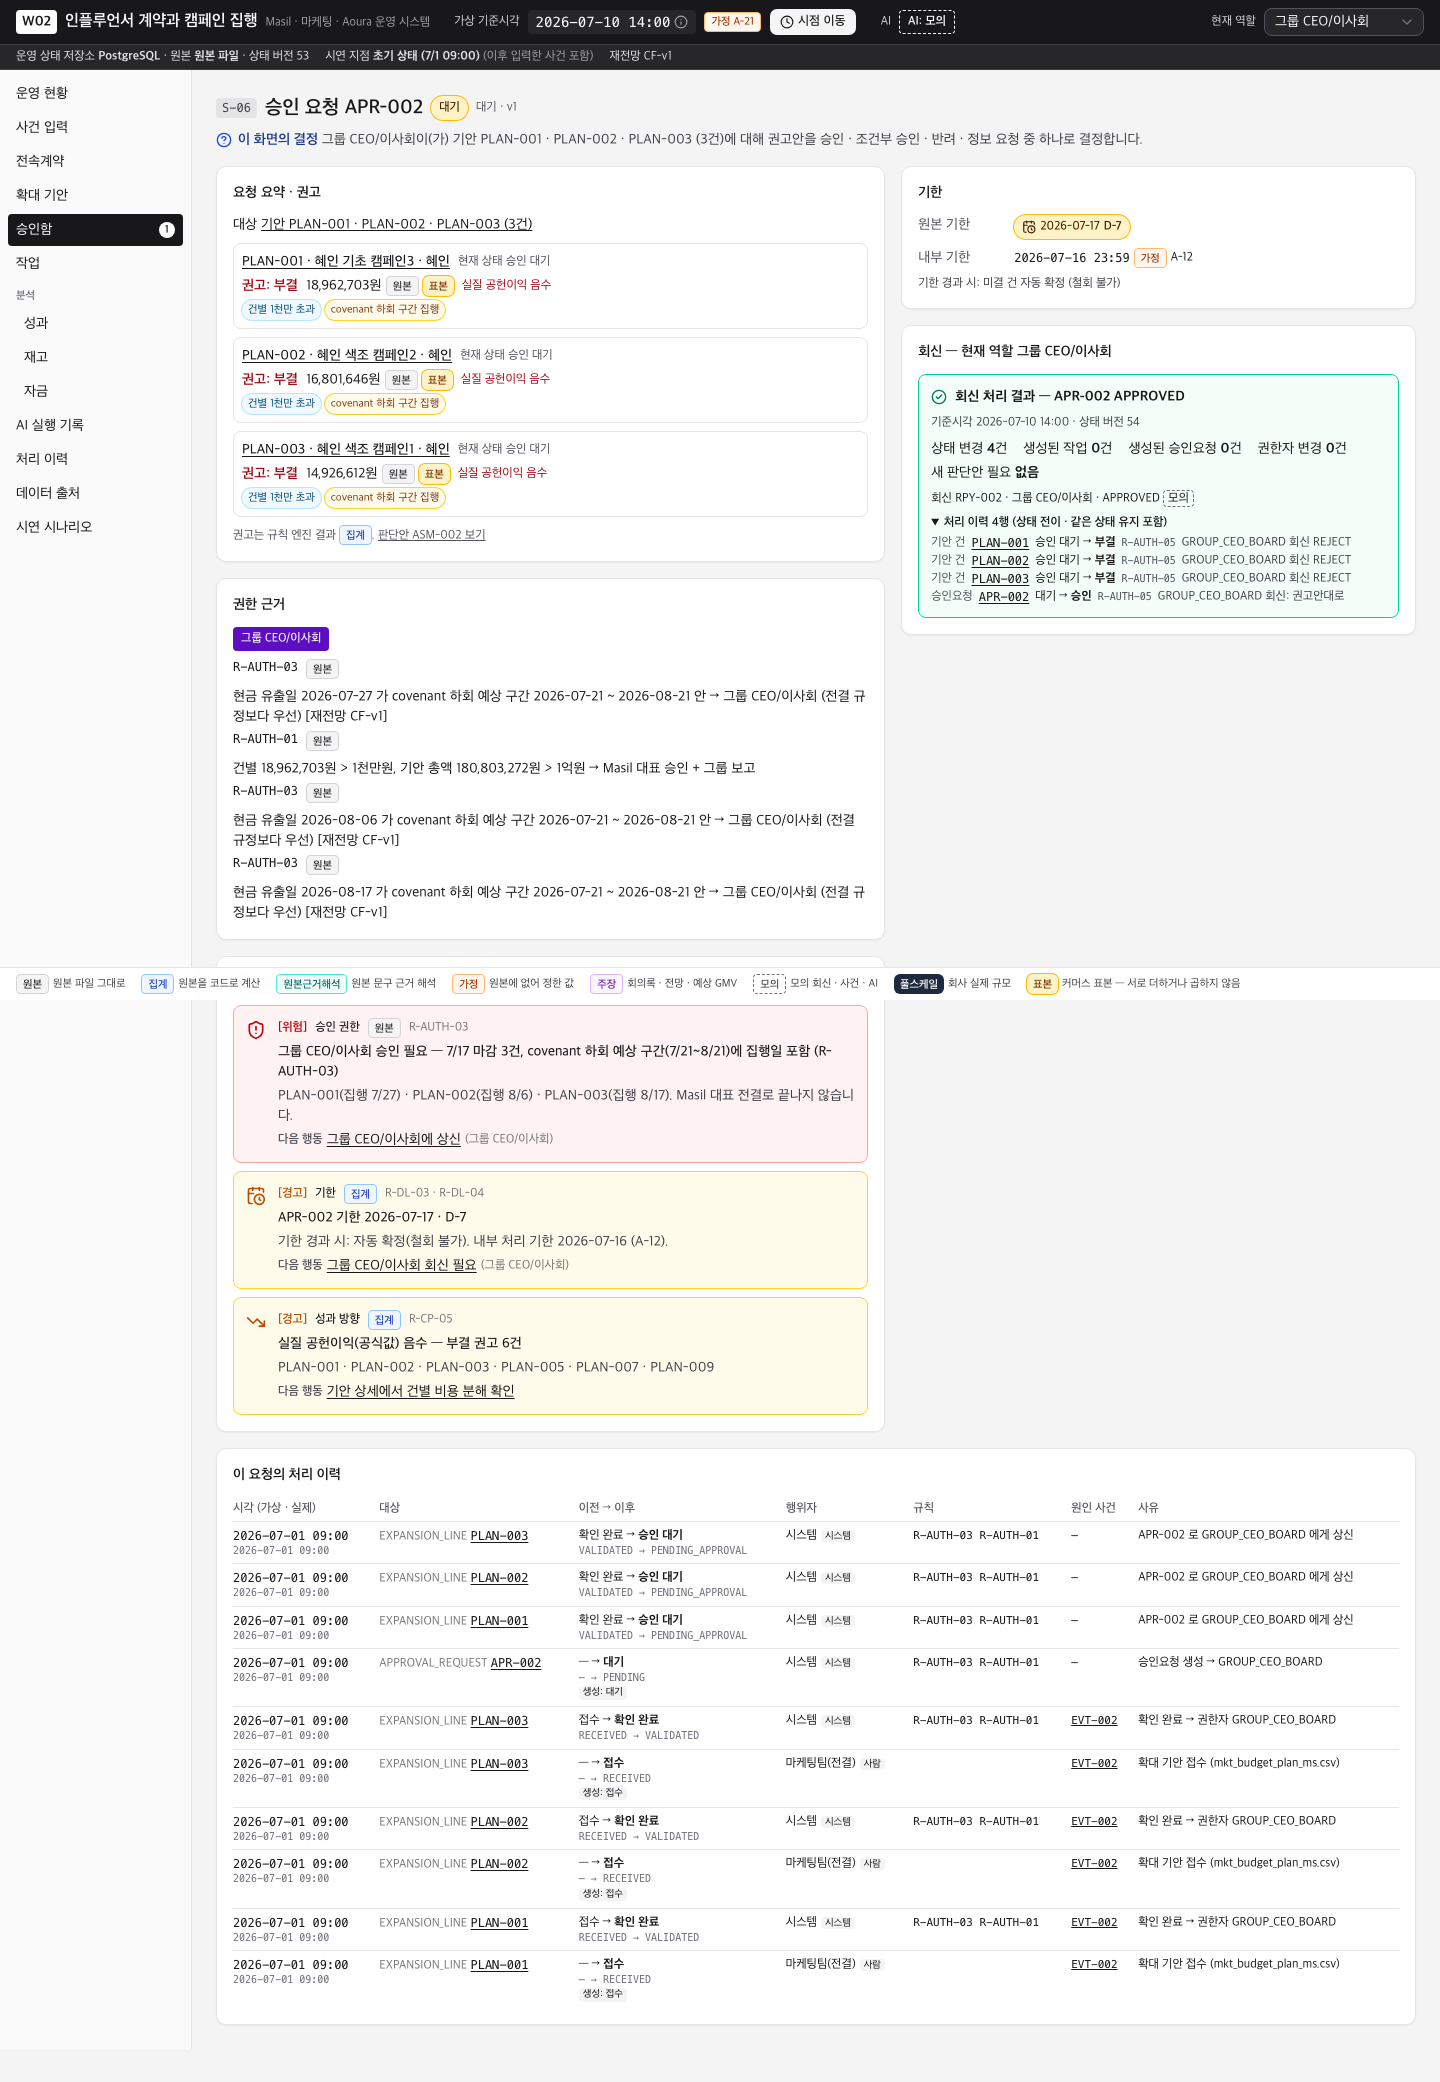 W02 인플루언서 계약과 캠페인 집행 Masil · 마케팅 · Aoura 운영 시스템 가상 기준시각 2026-07-10 14:00 가정 A-21 시점 이동 AI AI: 모의 현재 역할 그룹 CEO/이사회
운영 상태 저장소 PostgreSQL · 원본 원본 파일 · 상태 버전 53 시연 지점 초기 상태 (7/1 09:00) (이후 입력한 사건 포함) 재전망 CF-v1
운영 현황
사건 입력
전속계약
확대 기안
승인함 1
작업
분석
성과
재고
자금
AI 실행 기록
처리 이력
데이터 출처
시연 시나리오
S-06 승인 요청 APR-002 대기 대기 · v1
이 화면의 결정 그룹 CEO/이사회이(가) 기안 PLAN-001 · PLAN-002 · PLAN-003 (3건)에 대해 권고안을 승인 · 조건부 승인 · 반려 · 정보 요청 중 하나로 결정합니다.
요청 요약 · 권고
대상 기안 PLAN-001 · PLAN-002 · PLAN-003 (3건)
PLAN-001 · 혜인 기초 캠페인3 · 혜인 현재 상태 승인 대기
권고: 부결 18,962,703원 원본 표본 실질 공헌이익 음수
건별 1천만 초과 covenant 하회 구간 집행
PLAN-002 · 혜인 색조 캠페인2 · 혜인 현재 상태 승인 대기
권고: 부결 16,801,646원 원본 표본 실질 공헌이익 음수
건별 1천만 초과 covenant 하회 구간 집행
PLAN-003 · 혜인 색조 캠페인1 · 혜인 현재 상태 승인 대기
권고: 부결 14,926,612원 원본 표본 실질 공헌이익 음수
건별 1천만 초과 covenant 하회 구간 집행
권고는 규칙 엔진 결과 집계. 판단안 ASM-002 보기
기한
원본 기한 2026-07-17 D-7
내부 기한 2026-07-16 23:59 가정 A-12
기한 경과 시: 미결 건 자동 확정 (철회 불가)
회신 — 현재 역할 그룹 CEO/이사회
회신 처리 결과 — APR-002 APPROVED
기준시각 2026-07-10 14:00 · 상태 버전 54
상태 변경 4건 생성된 작업 0건 생성된 승인요청 0건 권한자 변경 0건
새 판단안 필요 없음
회신 RPY-002 · 그룹 CEO/이사회 · APPROVED 모의
▼ 처리 이력 4행 (상태 전이 · 같은 상태 유지 포함)
기안 건 PLAN-001 승인 대기 → 부결 R-AUTH-05 GROUP_CEO_BOARD 회신 REJECT
기안 건 PLAN-002 승인 대기 → 부결 R-AUTH-05 GROUP_CEO_BOARD 회신 REJECT
기안 건 PLAN-003 승인 대기 → 부결 R-AUTH-05 GROUP_CEO_BOARD 회신 REJECT
승인요청 APR-002 대기 → 승인 R-AUTH-05 GROUP_CEO_BOARD 회신: 권고안대로
권한 근거
그룹 CEO/이사회
R-AUTH-03 원본
현금 유출일 2026-07-27 가 covenant 하회 예상 구간 2026-07-21 ~ 2026-08-21 안 → 그룹 CEO/이사회 (전결 규
정보다 우선) [재전망 CF-v1]
R-AUTH-01 원본
건별 18,962,703원 > 1천만원, 기안 총액 180,803,272원 > 1억원 → Masil 대표 승인 + 그룹 보고
R-AUTH-03 원본
현금 유출일 2026-08-06 가 covenant 하회 예상 구간 2026-07-21 ~ 2026-08-21 안 → 그룹 CEO/이사회 (전결
규정보다 우선) [재전망 CF-v1]
R-AUTH-03 원본
현금 유출일 2026-08-17 가 covenant 하회 예상 구간 2026-07-21 ~ 2026-08-21 안 → 그룹 CEO/이사회 (전결 규
정보다 우선) [재전망 CF-v1]
원본 원본 파일 그대로 집계 원본을 코드로 계산 원본근거해석 원본 문구 근거 해석 가정 원본에 없어 정한 값 주장 회의록 · 전망 · 예상 GMV 모의 모의 회신 · 사건 · AI 풀스케일 회사 실제 규모 표본 커머스 표본 — 서로 더하거나 곱하지 않음
[위험] 승인 권한 원본 R-AUTH-03
그룹 CEO/이사회 승인 필요 — 7/17 마감 3건, covenant 하회 예상 구간(7/21~8/21)에 집행일 포함 (R-
AUTH-03)
PLAN-001(집행 7/27) · PLAN-002(집행 8/6) · PLAN-003(집행 8/17). Masil 대표 전결로 끝나지 않습니
다.
다음 행동 그룹 CEO/이사회에 상신 (그룹 CEO/이사회)
[경고] 기한 집계 R-DL-03 · R-DL-04
APR-002 기한 2026-07-17 · D-7
기한 경과 시: 자동 확정(철회 불가). 내부 처리 기한 2026-07-16 (A-12).
다음 행동 그룹 CEO/이사회 회신 필요 (그룹 CEO/이사회)
[경고] 성과 방향 집계 R-CP-05
실질 공헌이익(공식값) 음수 — 부결 권고 6건
PLAN-001 · PLAN-002 · PLAN-003 · PLAN-005 · PLAN-007 · PLAN-009
다음 행동 기안 상세에서 건별 비용 분해 확인
이 요청의 처리 이력
시각 (가상 · 실제) 대상 이전 → 이후 행위자 규칙 원인 사건 사유
2026-07-01 09:00 EXPANSION_LINE PLAN-003 확인 완료 → 승인 대기 시스템 시스템 R-AUTH-03 R-AUTH-01 — APR-002 로 GROUP_CEO_BOARD 에게 상신
2026-07-01 09:00 VALIDATED → PENDING_APPROVAL
2026-07-01 09:00 EXPANSION_LINE PLAN-002 확인 완료 → 승인 대기 시스템 시스템 R-AUTH-03 R-AUTH-01 — APR-002 로 GROUP_CEO_BOARD 에게 상신
2026-07-01 09:00 VALIDATED → PENDING_APPROVAL
2026-07-01 09:00 EXPANSION_LINE PLAN-001 확인 완료 → 승인 대기 시스템 시스템 R-AUTH-03 R-AUTH-01 — APR-002 로 GROUP_CEO_BOARD 에게 상신
2026-07-01 09:00 VALIDATED → PENDING_APPROVAL
2026-07-01 09:00 APPROVAL_REQUEST APR-002 — → 대기 시스템 시스템 R-AUTH-03 R-AUTH-01 — 승인요청 생성 → GROUP_CEO_BOARD
2026-07-01 09:00 — → PENDING
생성: 대기
2026-07-01 09:00 EXPANSION_LINE PLAN-003 접수 → 확인 완료 시스템 시스템 R-AUTH-03 R-AUTH-01 EVT-002 확인 완료 → 권한자 GROUP_CEO_BOARD
2026-07-01 09:00 RECEIVED → VALIDATED
2026-07-01 09:00 EXPANSION_LINE PLAN-003 — → 접수 마케팅팀(전결) 사람 EVT-002 확대 기안 접수 (mkt_budget_plan_ms.csv)
2026-07-01 09:00 — → RECEIVED
생성: 접수
2026-07-01 09:00 EXPANSION_LINE PLAN-002 접수 → 확인 완료 시스템 시스템 R-AUTH-03 R-AUTH-01 EVT-002 확인 완료 → 권한자 GROUP_CEO_BOARD
2026-07-01 09:00 RECEIVED → VALIDATED
2026-07-01 09:00 EXPANSION_LINE PLAN-002 — → 접수 마케팅팀(전결) 사람 EVT-002 확대 기안 접수 (mkt_budget_plan_ms.csv)
2026-07-01 09:00 — → RECEIVED
생성: 접수
2026-07-01 09:00 EXPANSION_LINE PLAN-001 접수 → 확인 완료 시스템 시스템 R-AUTH-03 R-AUTH-01 EVT-002 확인 완료 → 권한자 GROUP_CEO_BOARD
2026-07-01 09:00 RECEIVED → VALIDATED
2026-07-01 09:00 EXPANSION_LINE PLAN-001 — → 접수 마케팅팀(전결) 사람 EVT-002 확대 기안 접수 (mkt_budget_plan_ms.csv)
2026-07-01 09:00 — → RECEIVED
생성: 접수